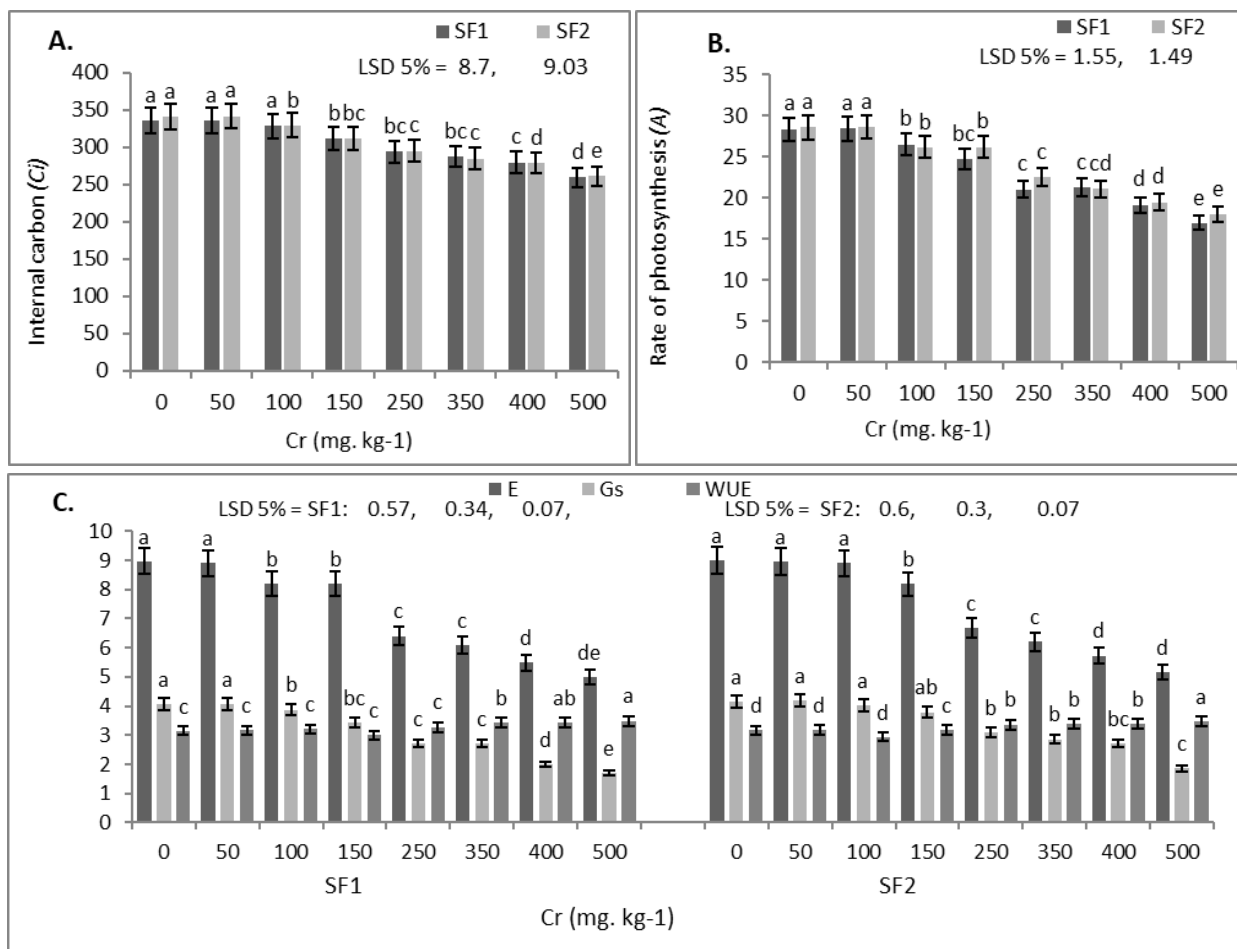 A.
SF1 SF2
LSD 5% = 8.7, 9.03
400
350
300
250
200
150
100
50
0
Internal carbon (Ci)
a a a a a b b bc bc c bc c c d d e
0 50 100 150 250 350 400 500
Cr (mg. kg-1)
B.
SF1 SF2
LSD 5% = 1.55, 1.49
35
30
25
20
15
10
5
0
Rate of photosynthesis (A)
a a a a b b bc b c c c cd d d e e
0 50 100 150 250 350 400 500
Cr (mg. kg-1)
C.
E Gs WUE
LSD 5% = SF1: 0.57, 0.34, 0.07, LSD 5% = SF2: 0.6, 0.3, 0.07
10
9
8
7
6
5
4
3
2
1
0
a a c a a c b b c b bc c c c c c c b d ab de e a
a a d a a d a a d b ab c c b b c b b d bc b d c a
0 50 100 150 250 350 400 500 0 50 100 150 250 350 400 500
SF1 SF2
Cr (mg. kg-1)